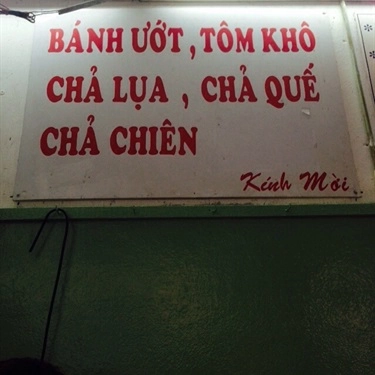 BÁNH ƯỚT, TÔM KHÔ
CHẢ LỤA, CHẢ QUẾ
CHẢ CHIÊN
Kính Mời